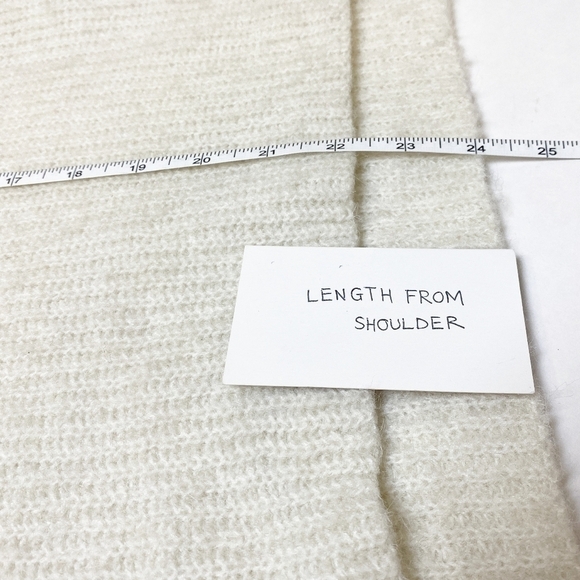 17 18 19 20 21 22 23 24 25
LENGTH FROM
SHOULDER